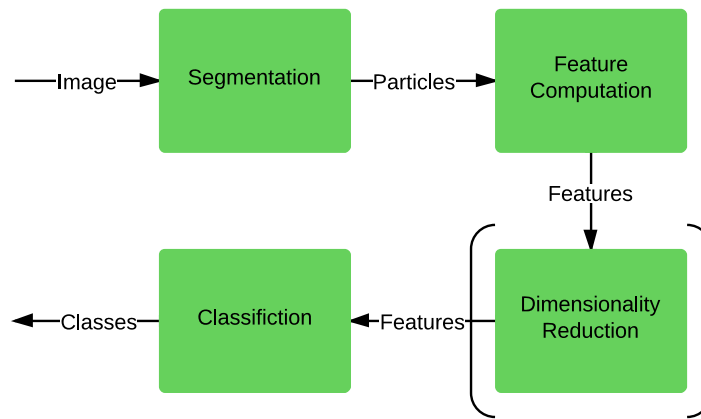 Image
Segmentation
Particles
Feature
Computation
Features
Dimensionality
Reduction
Features
Classifiction
Classes